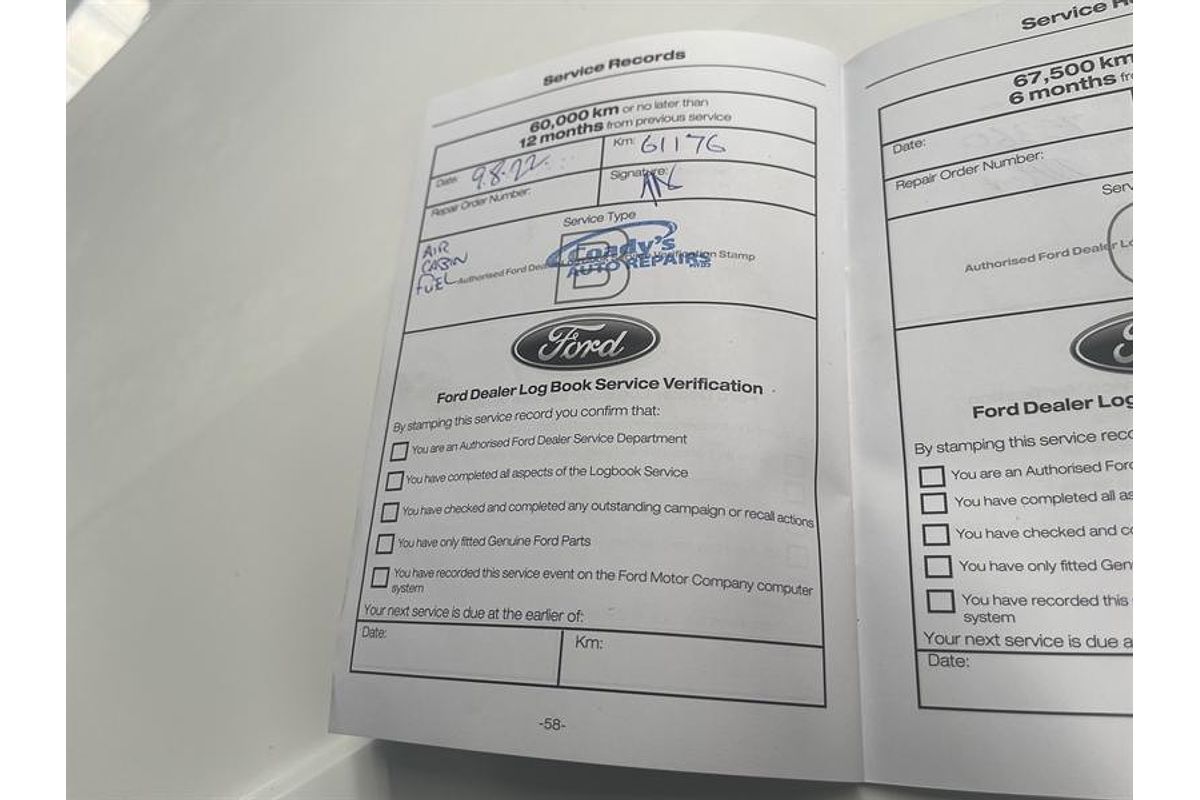 Service Records
60,000 km or no later than
12 months from previous service
Date: 9.8.22
Km: 61176
Repair Order Number:
Signature:
Service Type
B
AIR
CABIN
FUEL
Authorised Ford Verification Stamp
Coady's
AUTO REPAIRS
Ford
Ford Dealer Log Book Service Verification
By stamping this service record you confirm that:
You are an Authorised Ford Dealer Service Department
You have completed all aspects of the Logbook Service
You have checked and completed any outstanding campaign or recall actions
You have only fitted Genuine Ford Parts
You have recorded this service event on the Ford Motor Company computer
system
Your next service is due at the earlier of:
Date:
Km:
-58-
Service
67,500 km
6 months
Date:
Repair Order Number:
Authorised Ford Dealer
Ford Dealer Log
By stamping this service
You are an Authorised
You have completed all
You have checked and
You have only fitted
You have recorded this
system
Your next service is due
Date: